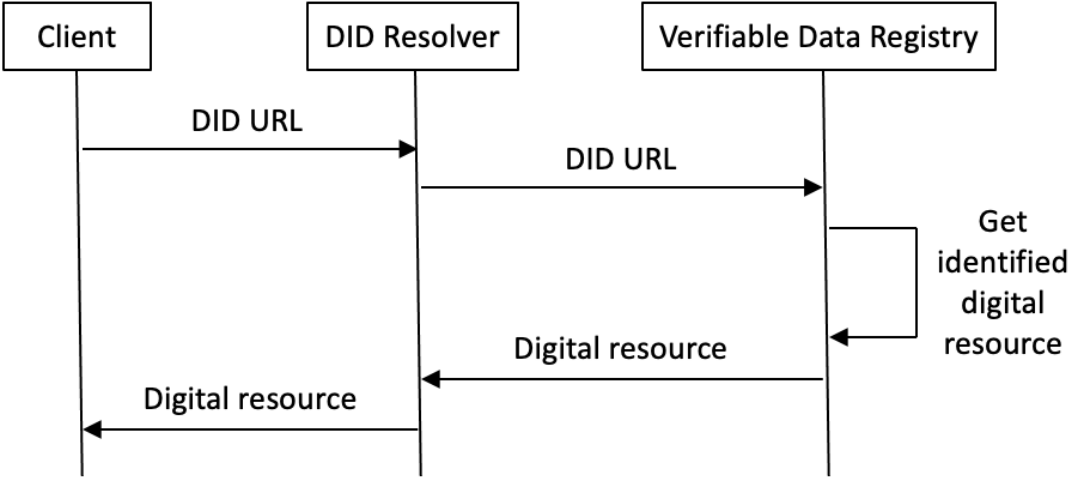 Client
DID Resolver
Verifiable Data Registry
DID URL
DID URL
Get
identified
digital
resource
Digital resource
Digital resource